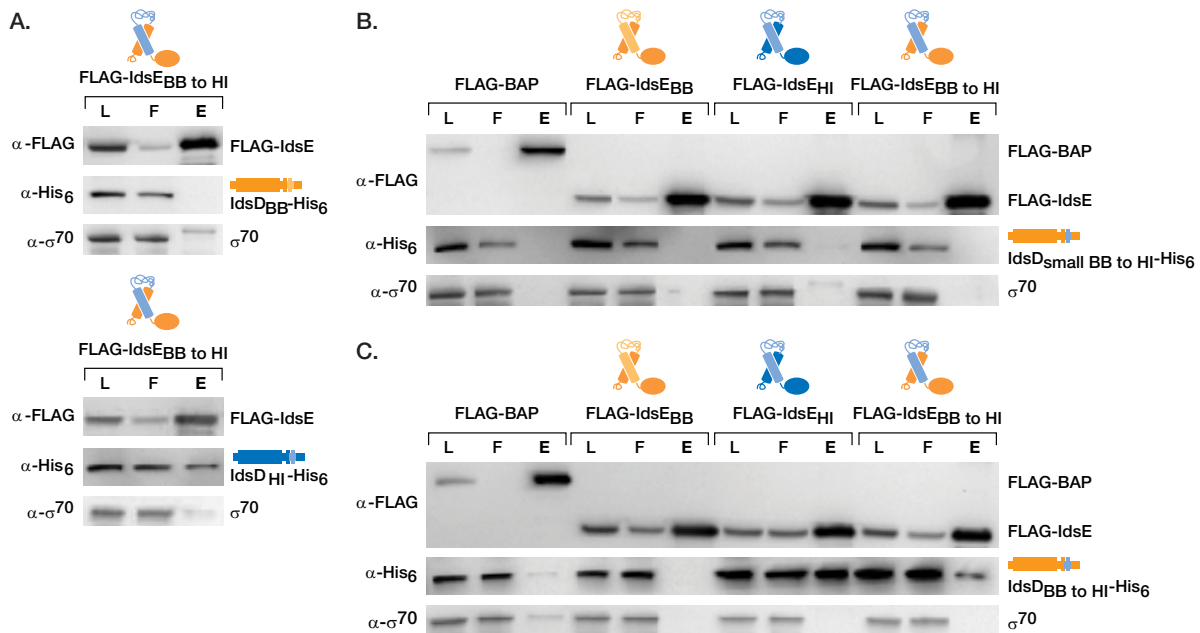 A.
FLAG-IdsE BB to HI
L F E
α-FLAG FLAG-IdsE
α-His6 IdsD BB-His6
α-σ70 σ70
FLAG-IdsE BB to HI
L F E
α-FLAG FLAG-IdsE
α-His6 IdsD HI-His6
α-σ70 σ70
B.
FLAG-BAP FLAG-IdsE BB FLAG-IdsE HI FLAG-IdsE BB to HI
L F E L F E L F E L F E
FLAG-BAP
α-FLAG
FLAG-IdsE
α-His6
IdsD small BB to HI-His6
α-σ70 σ70
C.
FLAG-BAP FLAG-IdsE BB FLAG-IdsE HI FLAG-IdsE BB to HI
L F E L F E L F E L F E
FLAG-BAP
α-FLAG
FLAG-IdsE
α-His6
IdsD BB to HI-His6
α-σ70 σ70